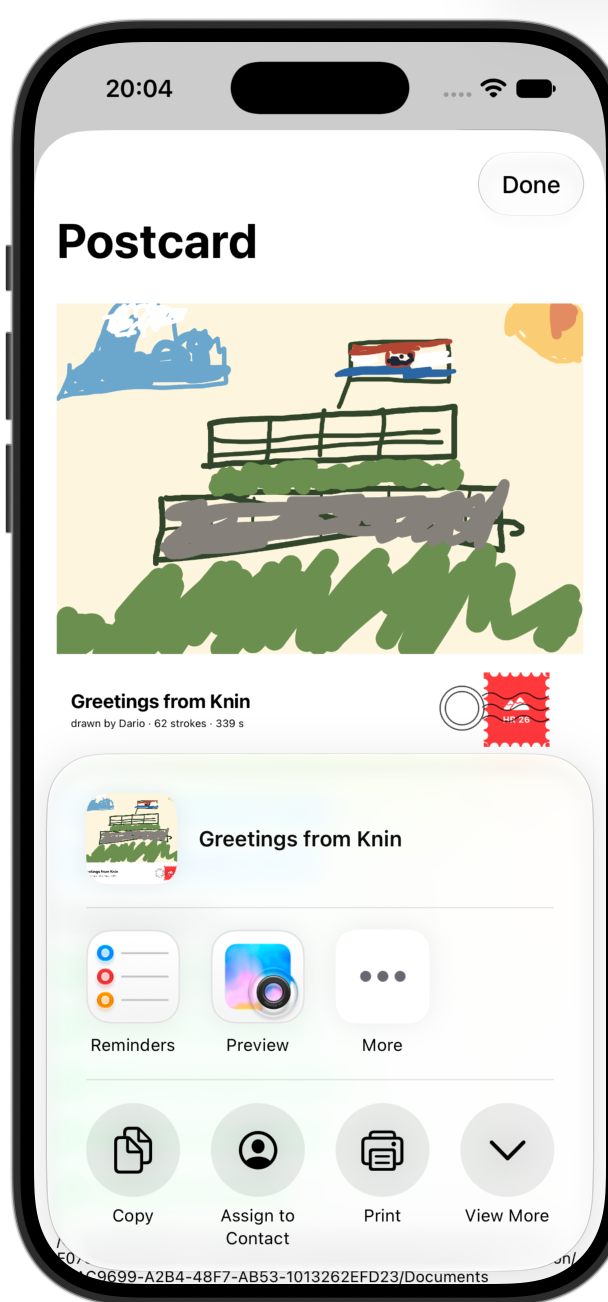 20:04
Done
Postcard
Greetings from Knin
drawn by Dario · 62 strokes · 339 s
HR 26
Greetings from Knin
Reminders
Preview
More
Copy
Assign to
Contact
Print
View More
C9699-A2B4-48F7-AB53-1013262EFD23/Documents